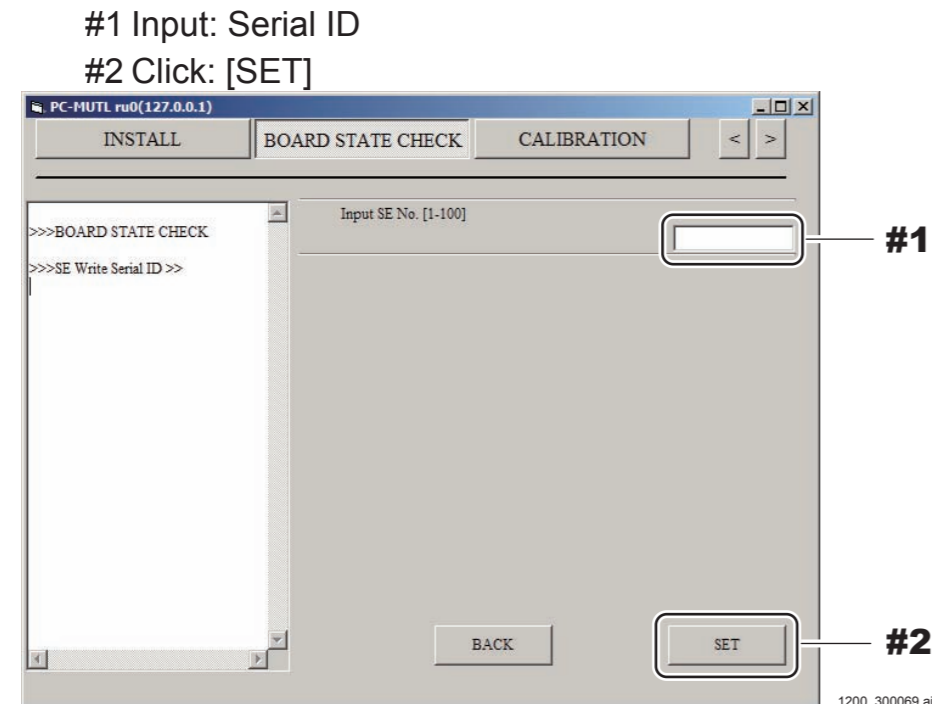 #1 Input: Serial ID
#2 Click: [SET]
PC-MUTL ru0(127.0.0.1)
INSTALL BOARD STATE CHECK CALIBRATION < >
Input SE No. [1-100]
>>>BOARD STATE CHECK
#1
>>>SE Write Serial ID >>
BACK SET #2
1200_300069.ai